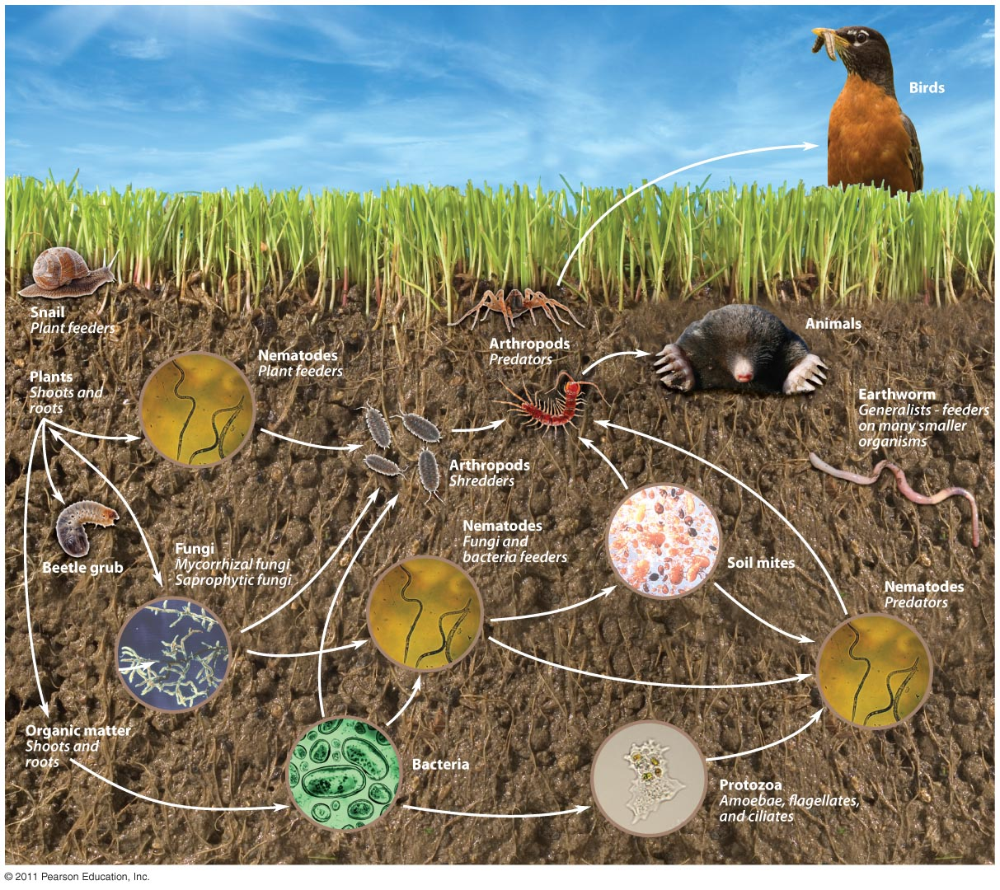 Birds
Snail
Plant feeders
Arthropods
Predators
Animals
Nematodes
Plant feeders
Plants
Shoots and
roots
Earthworm
Generalists - feeders
on many smaller
organisms
Arthropods
Shredders
Nematodes
Fungi and
bacteria feeders
Fungi
Mycorrhizal fungi
Saprophytic fungi
Beetle grub
Soil mites
Nematodes
Predators
Organic matter
Shoots and
roots
Bacteria
Protozoa
Amoebae, flagellates,
and ciliates
© 2011 Pearson Education, Inc.